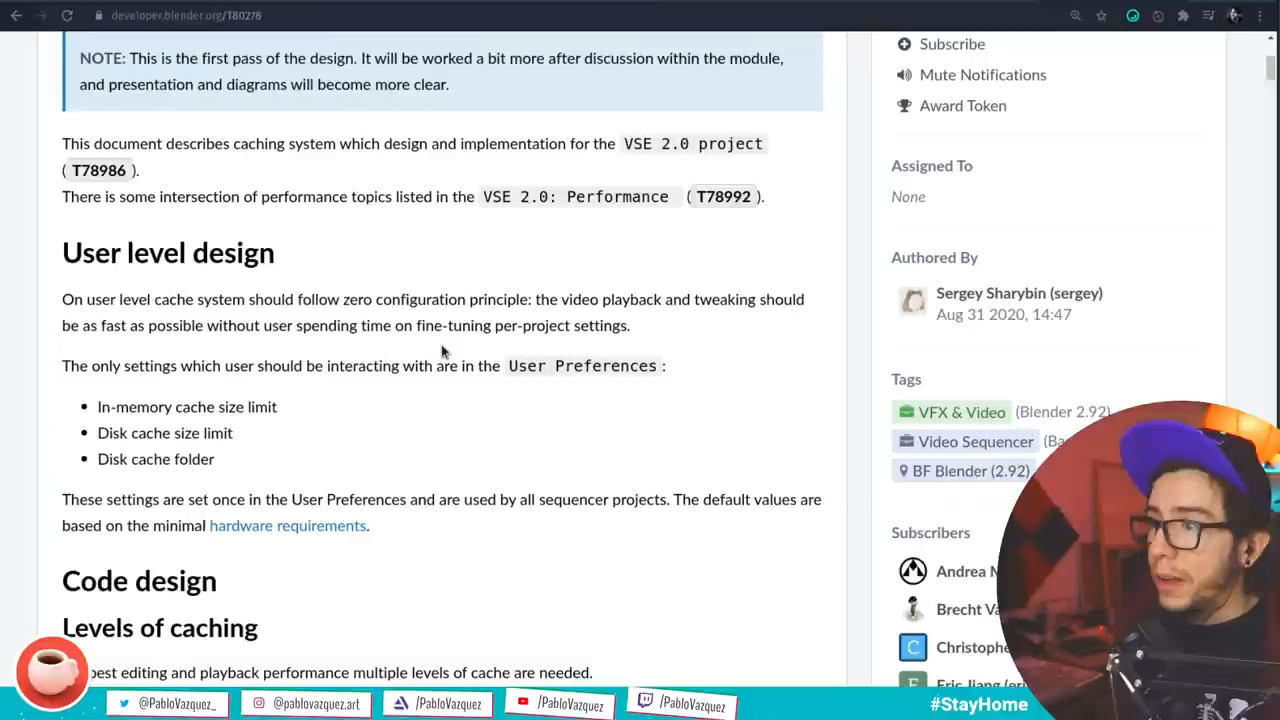 developer.blender.org/T80278
NOTE: This is the first pass of the design. It will be worked a bit more after discussion within the module,
and presentation and diagrams will become more clear.
This document describes caching system which design and implementation for the VSE 2.0 project
( T78986 ).
There is some intersection of performance topics listed in the VSE 2.0: Performance ( T78992 ).
User level design
On user level cache system should follow zero configuration principle: the video playback and tweaking should
be as fast as possible without user spending time on fine-tuning per-project settings.
The only settings which user should be interacting with are in the User Preferences :
In-memory cache size limit
Disk cache size limit
Disk cache folder
These settings are set once in the User Preferences and are used by all sequencer projects. The default values are
based on the minimal hardware requirements.
Code design
Levels of caching
best editing and playback performance multiple levels of cache are needed.
Subscribe
Mute Notifications
Award Token
Assigned To
None
Authored By
Sergey Sharybin (sergey)
Aug 31 2020, 14:47
Tags
VFX & Video (Blender 2.92)
Video Sequencer
BF Blender (2.92)
Subscribers
Andrea
Brecht
@PabloVazquez_
@pablovazquez.art
/PabloVazquez
/PabloVazquez
/PabloVazquez
#StayHome